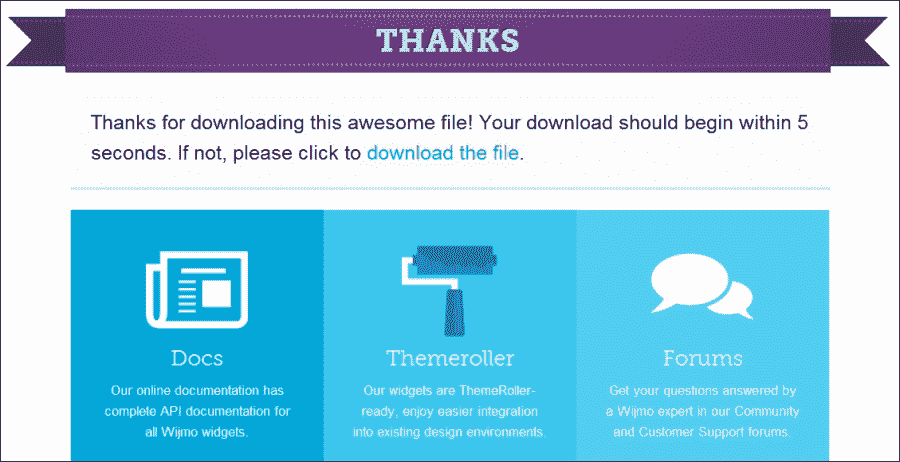 THANKS
Thanks for downloading this awesome file! Your download should begin within 5
seconds. If not, please click to download the file.
Docs
Our online documentation has
complete API documentation for
all Wijmo widgets.
Themeroller
Our widgets are ThemeRoller-
ready, enjoy easier integration
into existing design environments.
Forums
Get your questions answered by
a Wijmo expert in our Community
and Customer Support forums.